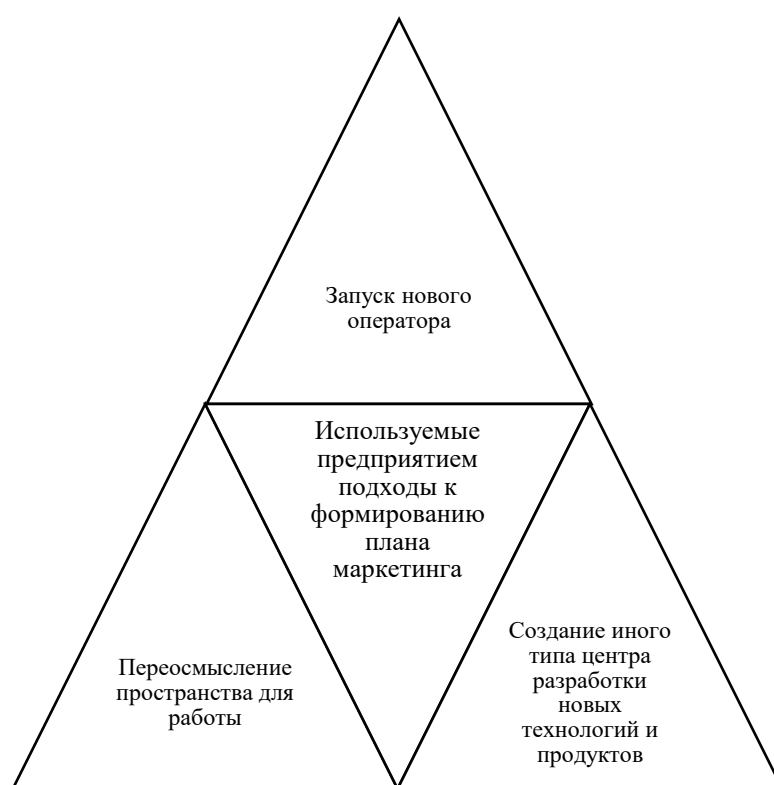 Запуск нового
оператора
Используемые
предприятием
подходы к
формированию
плана
маркетинга
Переосмысление
пространства для
работы
Создание иного
типа центра
разработки
новых
технологий и
продуктов